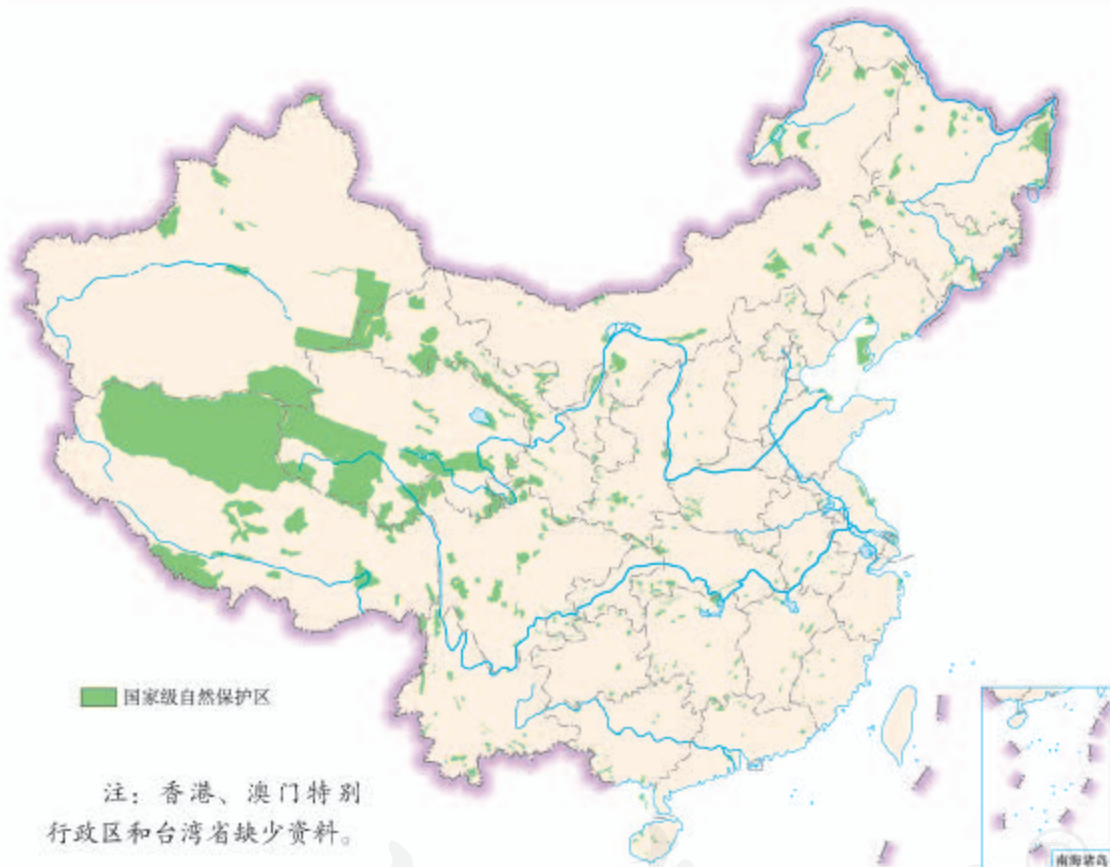 国家级自然保护区
注：香港、澳门特别
行政区和台湾省缺少资料。
南海诸岛